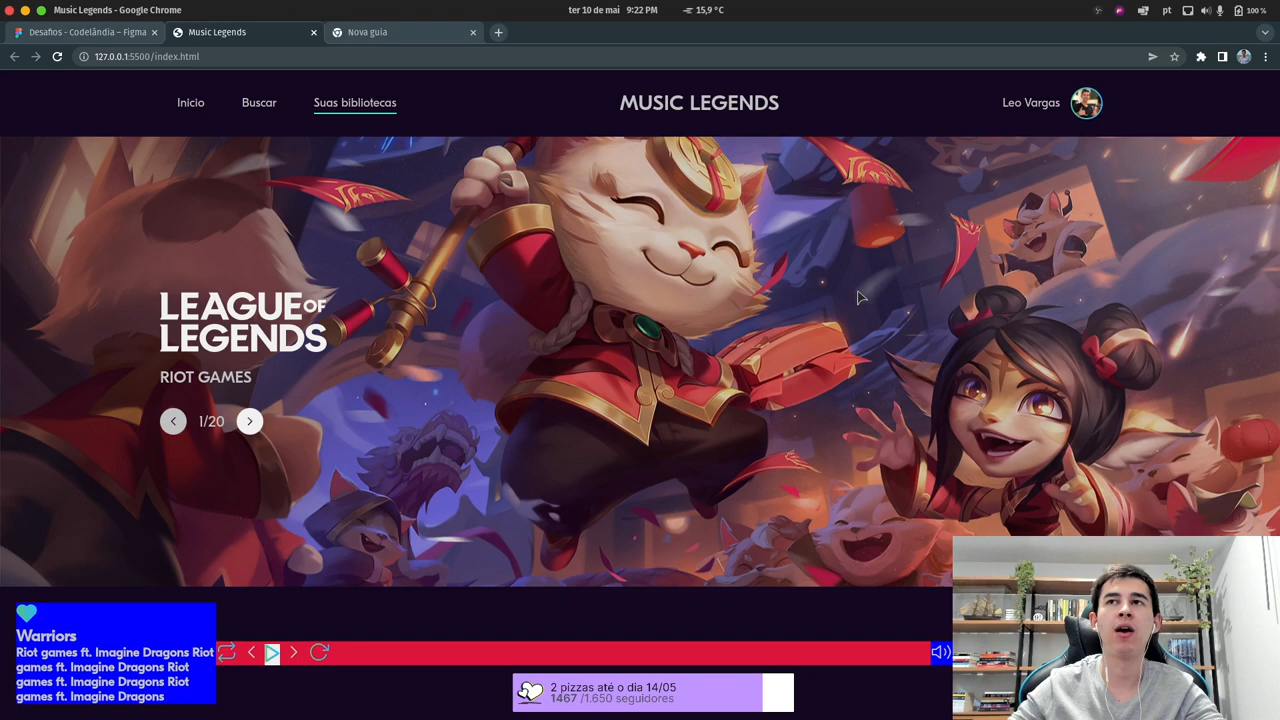 Music Legends - Google Chrome
ter 10 de mai 9:22 PM
15,9 °C
pt
100 %
Desafios - Codelândia – Figma
Music Legends
Nova guia
127.0.0.1:5500/index.html
Inicio
Buscar
Suas bibliotecas
MUSIC LEGENDS
Leo Vargas
LEAGUE OF
LEGENDS
RIOT GAMES
1/20
Warriors
Riot games ft. Imagine Dragons Riot
games ft. Imagine Dragons Riot
games ft. Imagine Dragons Riot
games ft. Imagine Dragons
2 pizzas até o dia 14/05
1467 /1.650 seguidores